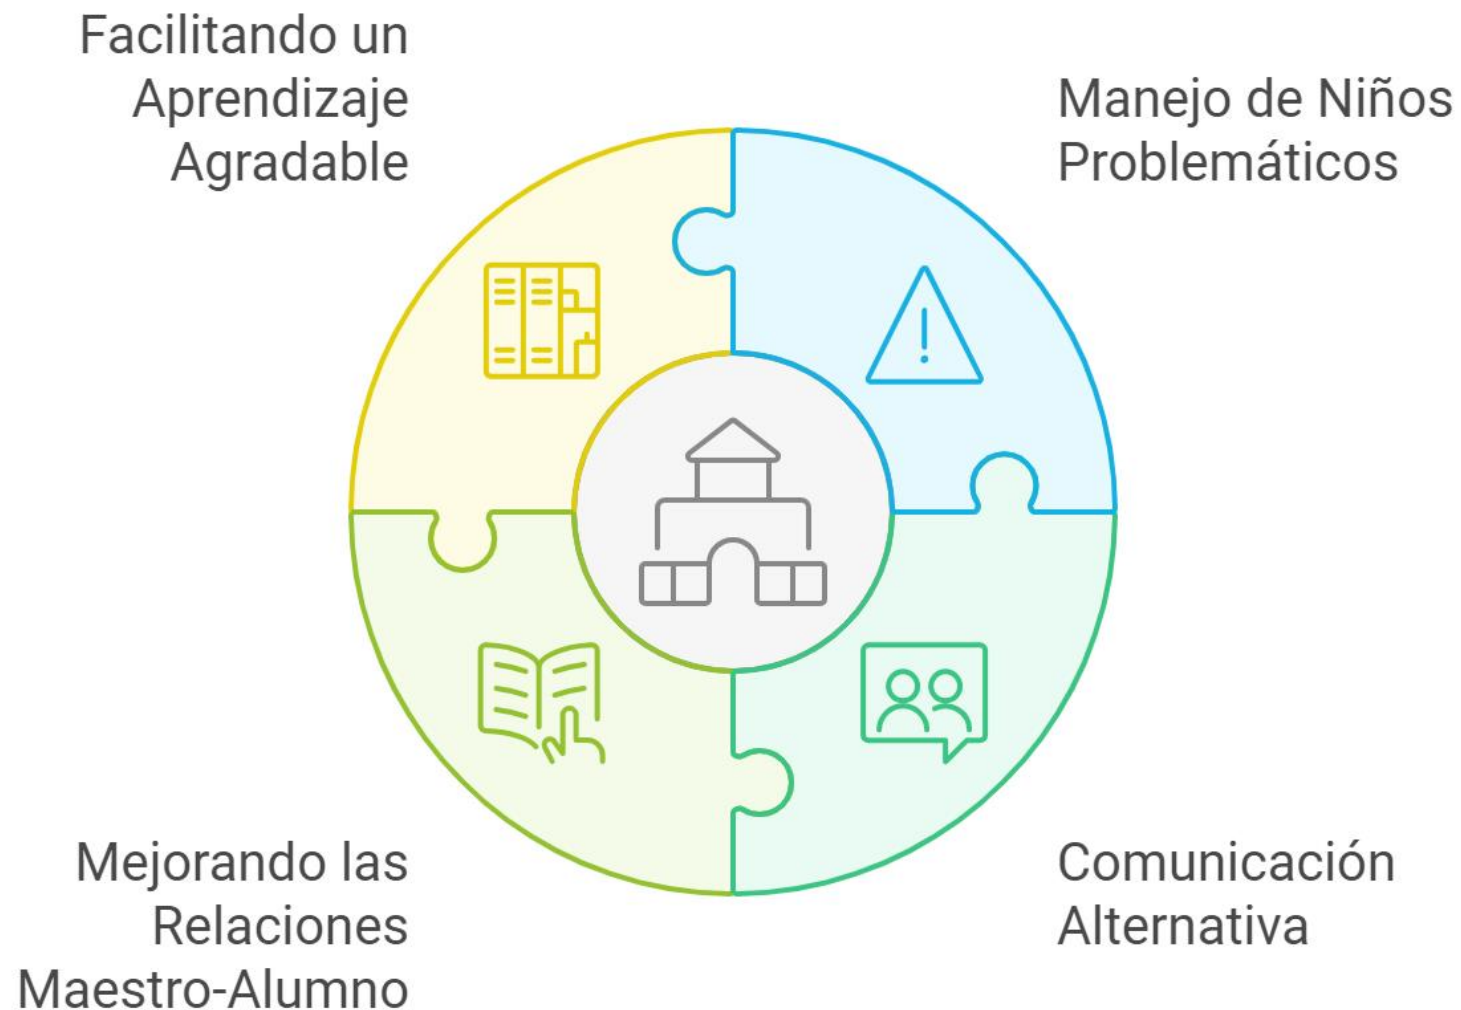 Facilitando un
Aprendizaje
Agradable
Manejo de Niños
Problemáticos
Mejorando las
Relaciones
Maestro-Alumno
Comunicación
Alternativa